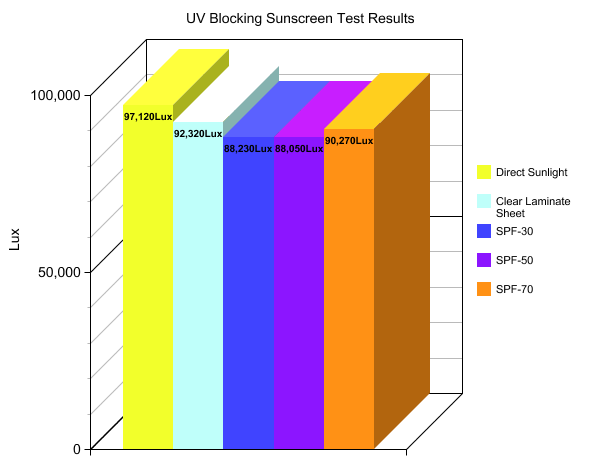 UV Blocking Sunscreen Test Results
100,000
50,000
0
Lux
97,120Lux
92,320Lux
88,230Lux
88,050Lux
90,270Lux
Direct Sunlight
Clear Laminate
Sheet
SPF-30
SPF-50
SPF-70